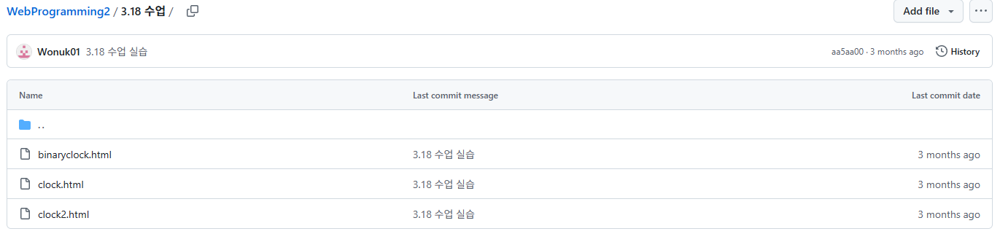 WebProgramming2 / 3.18 수업 /
Add file
Wonuk01 3.18 수업 실습
aa5aa00 · 3 months ago History
Name Last commit message Last commit date
..
binaryclock.html 3.18 수업 실습 3 months ago
clock.html 3.18 수업 실습 3 months ago
clock2.html 3.18 수업 실습 3 months ago